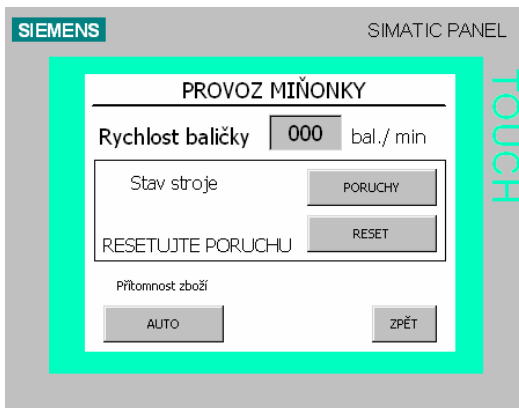 SIEMENS
SIMATIC PANEL
TOUCH
PROVOZ MIŇONKY
Rychlost baličky 000 bal./ min
Stav stroje
PORUCHY
RESETUJTE PORUCHU
RESET
Přítomnost zboží
AUTO
ZPĚT